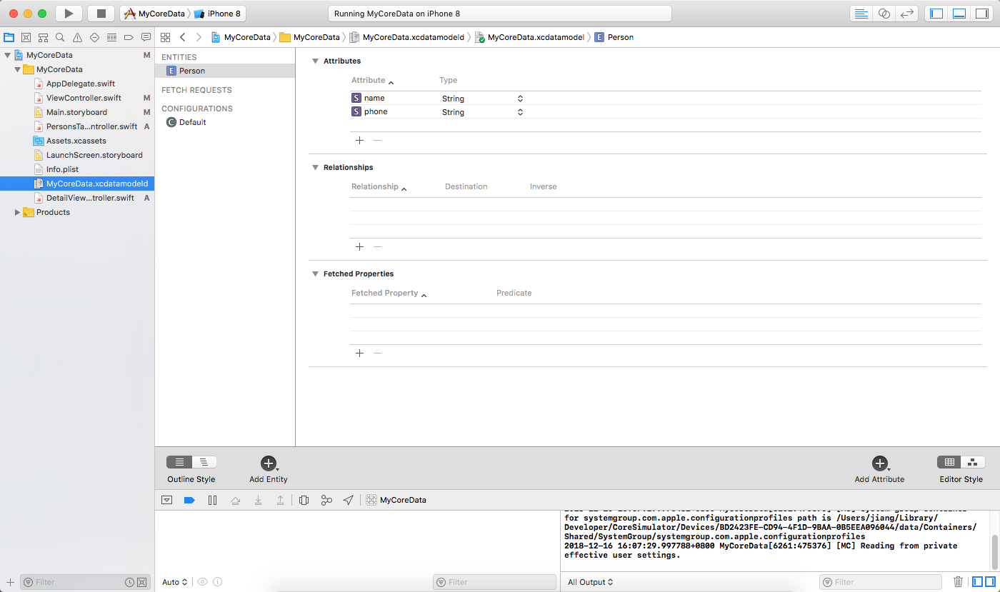 MyCoreData iPhone 8
Running MyCoreData on iPhone 8
MyCoreData MyCoreData MyCoreData.xcdatamodeld MyCoreData.xcdatamodel E Person
MyCoreData M
MyCoreData
AppDelegate.swift
ViewController.swift M
Main.storyboard M
PersonsTa...ntroller.swift A
Assets.xcassets
LaunchScreen.storyboard
Info.plist
MyCoreData.xcdatamodeld
DetailView...troller.swift A
Products
ENTITIES
E Person
FETCH REQUESTS
CONFIGURATIONS
C Default
Attributes
Attribute Type
S name String
S phone String
Relationships
Relationship Destination Inverse
Fetched Properties
Fetched Property Predicate
Outline Style Add Entity Add Attribute Editor Style
MyCoreData
for systemgroup.com.apple.configurationprofiles path is /Users/jiang/Library/
Developer/CoreSimulator/Devices/BD2423FE-CD94-4F1D-9BAA-0B5EEA096044/data/Containers/
Shared/SystemGroup/systemgroup.com.apple.configurationprofiles
2018-12-16 16:07:29.997788+0800 MyCoreData[6261:475376] [MC] Reading from private
effective user settings.
Filter
Auto Filter
All Output Filter